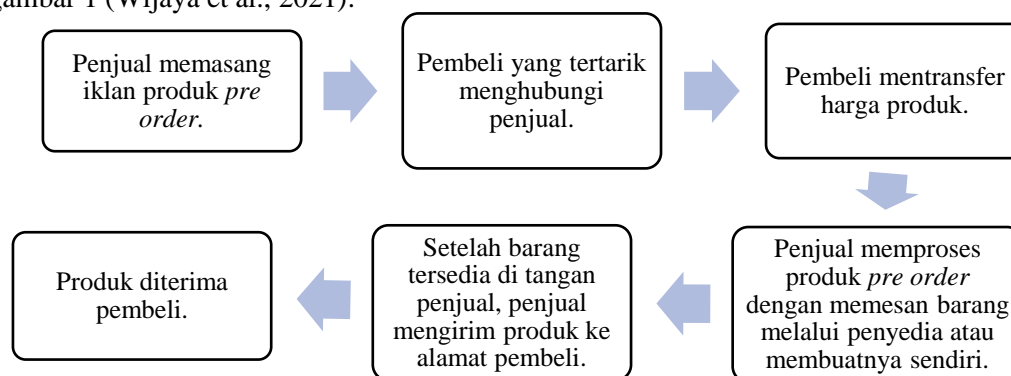 gambar 1 (Wijaya et al., 2021).
Penjual memasang
iklan produk pre
order.
Pembeli yang tertarik
menghubungi
penjual.
Pembeli mentransfer
harga produk.
Penjual memproses
produk pre order
dengan memesan barang
melalui penyedia atau
membuatnya sendiri.
Setelah barang
tersedia di tangan
penjual, penjual
mengirim produk ke
alamat pembeli.
Produk diterima
pembeli.